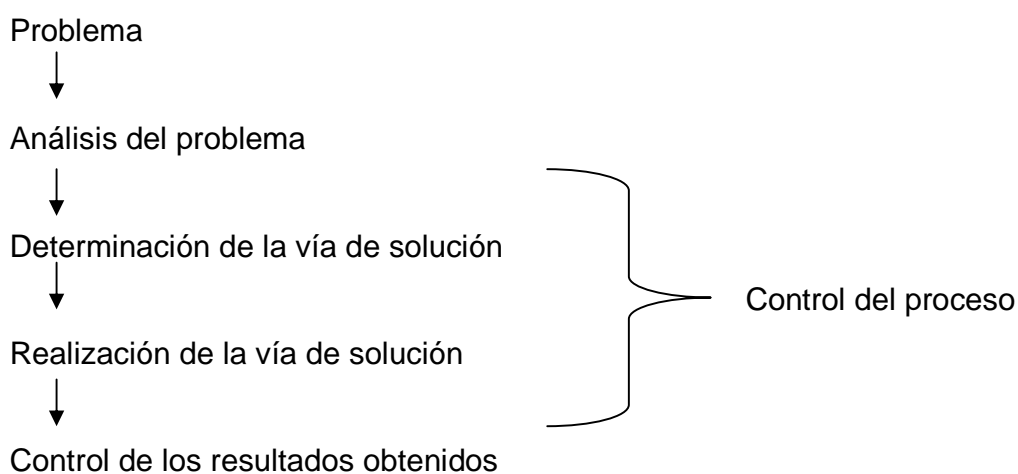 Problema
Análisis del problema
Determinación de la vía de solución
Control del proceso
Realización de la vía de solución
Control de los resultados obtenidos